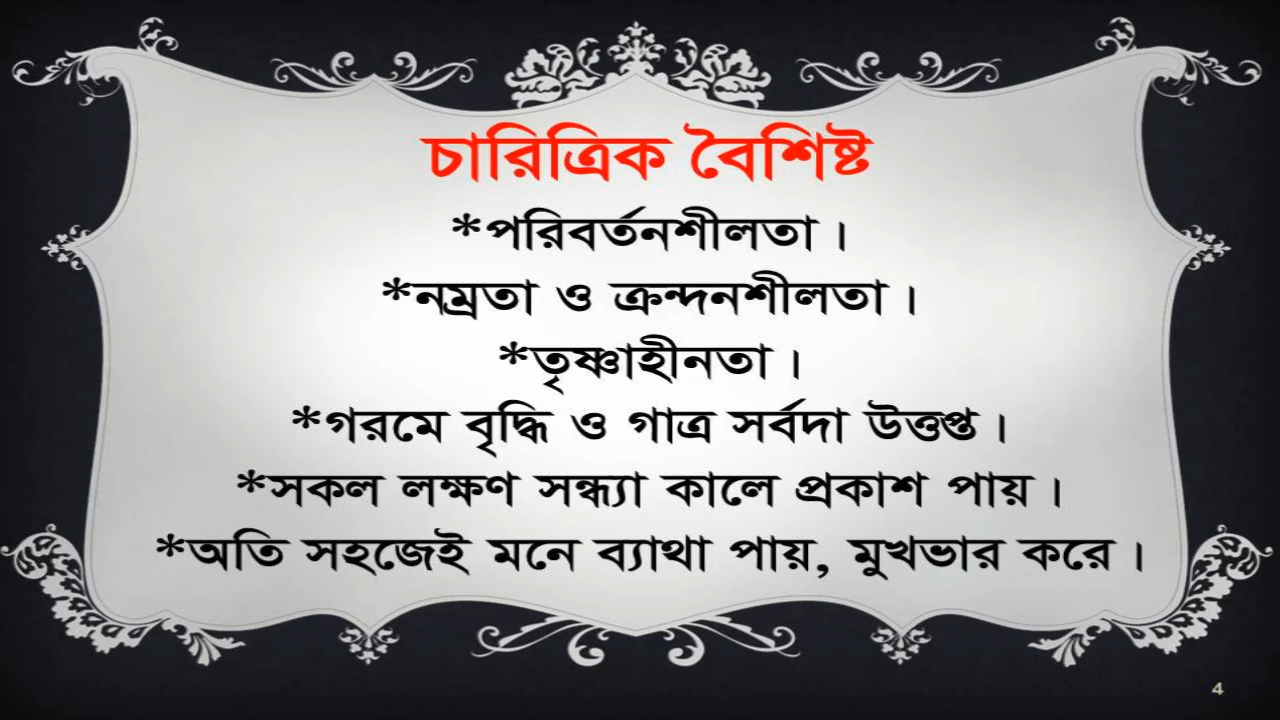 চারিত্রিক বৈশিষ্ট
*পরিবর্তনশীলতা।
*নম্রতা ও ক্রন্দনশীলতা।
*তৃষ্ণাহীনতা।
*গরমে বৃদ্ধি ও গাত্র সর্বদা উত্তপ্ত।
*সকল লক্ষণ সন্ধ্যা কালে প্রকাশ পায়।
*অতি সহজেই মনে ব্যাথা পায়, মুখভার করে।
4